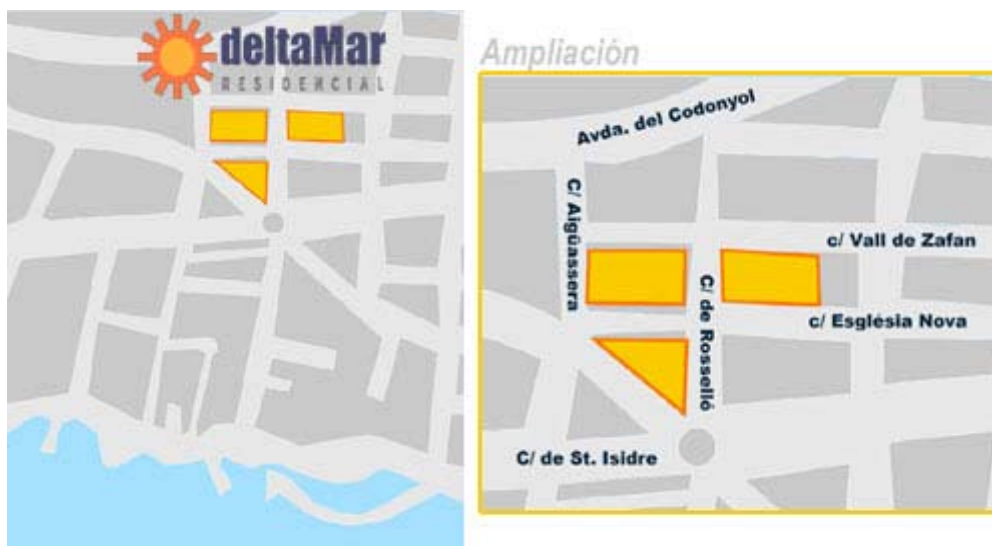 deltaMar
RESIDENCIAL
Ampliación
Avda. del Codonyol
C/ Aigüassera
c/ Vall de Zafan
C/ de Rosselló
c/ Església Nova
C/ de St. Isidre